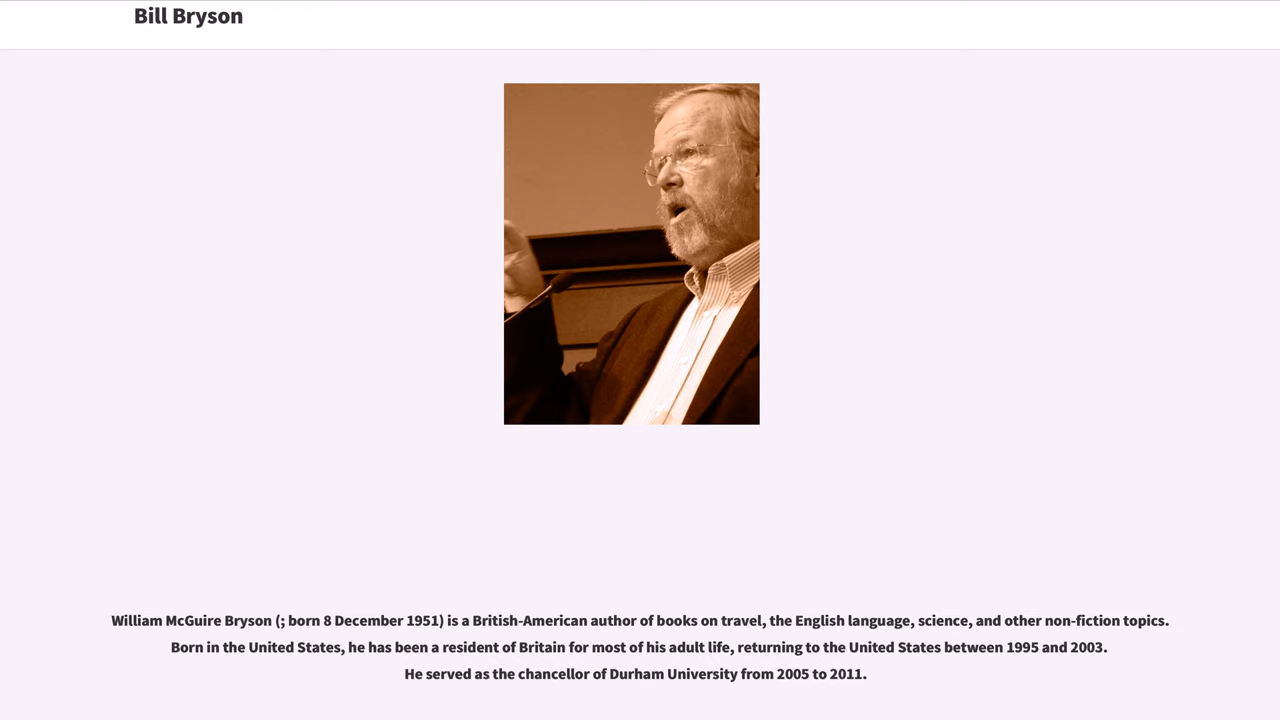 Bill Bryson
William McGuire Bryson (; born 8 December 1951) is a British-American author of books on travel, the English language, science, and other non-fiction topics.
Born in the United States, he has been a resident of Britain for most of his adult life, returning to the United States between 1995 and 2003.
He served as the chancellor of Durham University from 2005 to 2011.